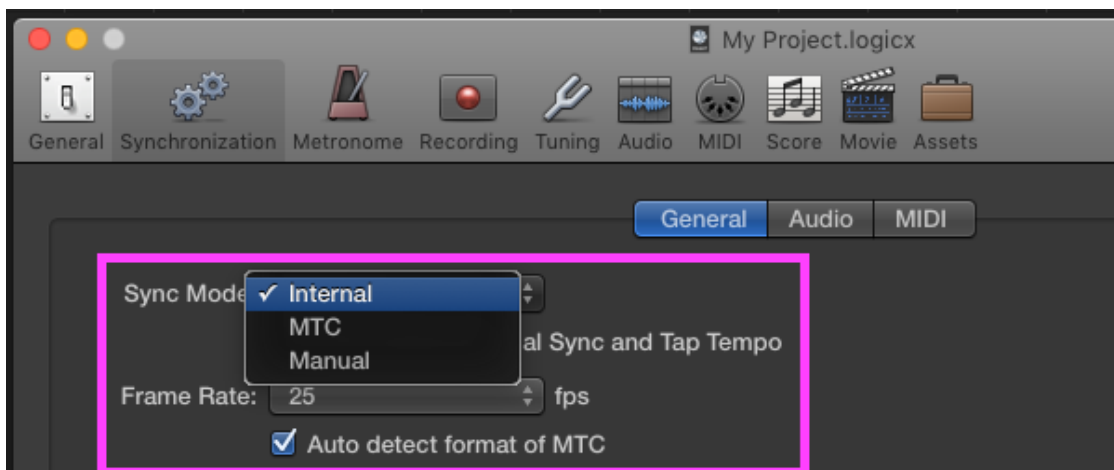 My Project.logicx
General Synchronization Metronome Recording Tuning Audio MIDI Score Movie Assets
General Audio MIDI
Sync Mode ✓ Internal
MTC
al Sync and Tap Tempo
Manual
Frame Rate: 25 fps
Auto detect format of MTC